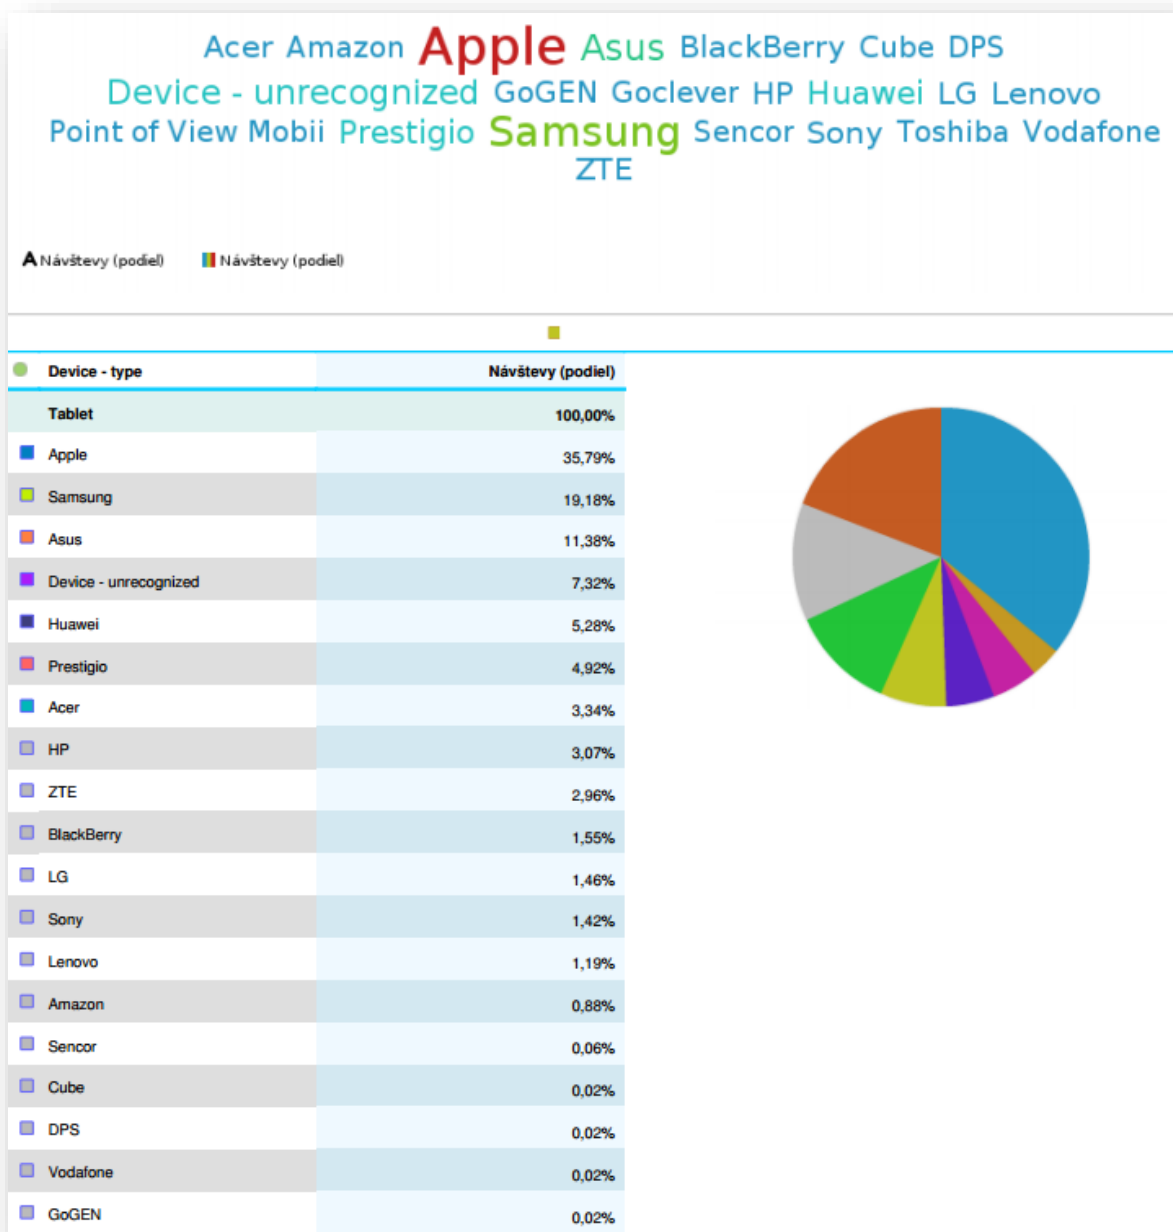 Acer Amazon Apple Asus BlackBerry Cube DPS
Device - unrecognized GoGEN Goclever HP Huawei LG Lenovo
Point of View Mobii Prestigio Samsung Sencor Sony Toshiba Vodafone
ZTE
A Návštevy (podiel) Návštevy (podiel)
Device - type Návštevy (podiel)
Tablet 100,00%
Apple 35,79%
Samsung 19,18%
Asus 11,38%
Device - unrecognized 7,32%
Huawei 5,28%
Prestigio 4,92%
Acer 3,34%
HP 3,07%
ZTE 2,96%
BlackBerry 1,55%
LG 1,46%
Sony 1,42%
Lenovo 1,19%
Amazon 0,88%
Sencor 0,06%
Cube 0,02%
DPS 0,02%
Vodafone 0,02%
GoGEN 0,02%